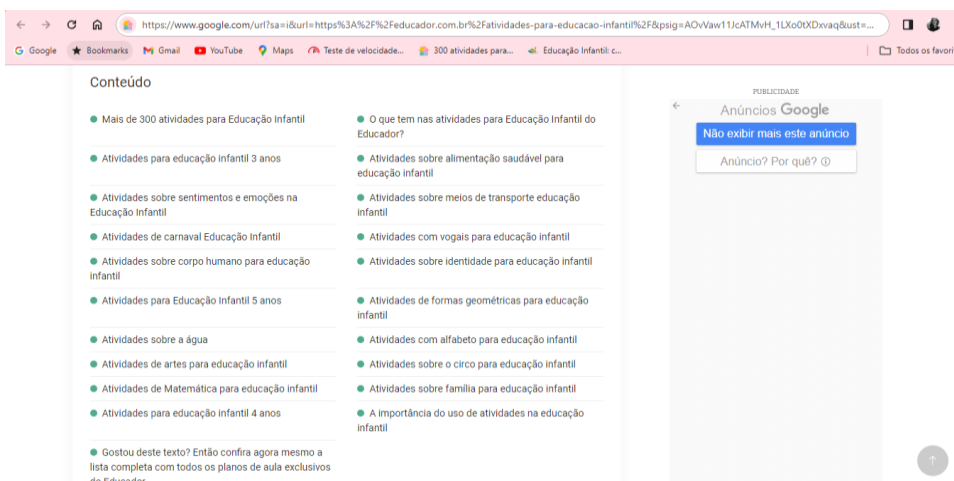 https://www.google.com/url?sa=i&url=https%3A%2F%2Feducador.com.br%2Fatividades-para-educacao-infantil%2F&psig=AOvVaw11JcATMvH_1LXo0tXDxvaq&ust=...
Google Bookmarks Gmail YouTube Maps Teste de velocidade... 300 atividades para... Educação Infantil: c... Todos os favori
Conteúdo
Mais de 300 atividades para Educação Infantil
O que tem nas atividades para Educação Infantil do
Educador?
Atividades para educação infantil 3 anos
Atividades sobre alimentação saudável para
educação infantil
Atividades sobre sentimentos e emoções na
Educação Infantil
Atividades sobre meios de transporte educação
infantil
Atividades de carnaval Educação Infantil
Atividades com vogais para educação infantil
Atividades sobre corpo humano para educação
infantil
Atividades sobre identidade para educação infantil
Atividades para Educação Infantil 5 anos
Atividades de formas geométricas para educação
infantil
Atividades sobre a água
Atividades com alfabeto para educação infantil
Atividades de artes para educação infantil
Atividades sobre o circo para educação infantil
Atividades de Matemática para educação infantil
Atividades sobre família para educação infantil
Atividades para educação infantil 4 anos
A importância do uso de atividades na educação
infantil
Gostou deste texto? Então confira agora mesmo a
lista completa com todos os planos de aula exclusivos
do Educador
PUBLICIDADE
Anúncios Google
Não exibir mais este anúncio
Anúncio? Por quê?